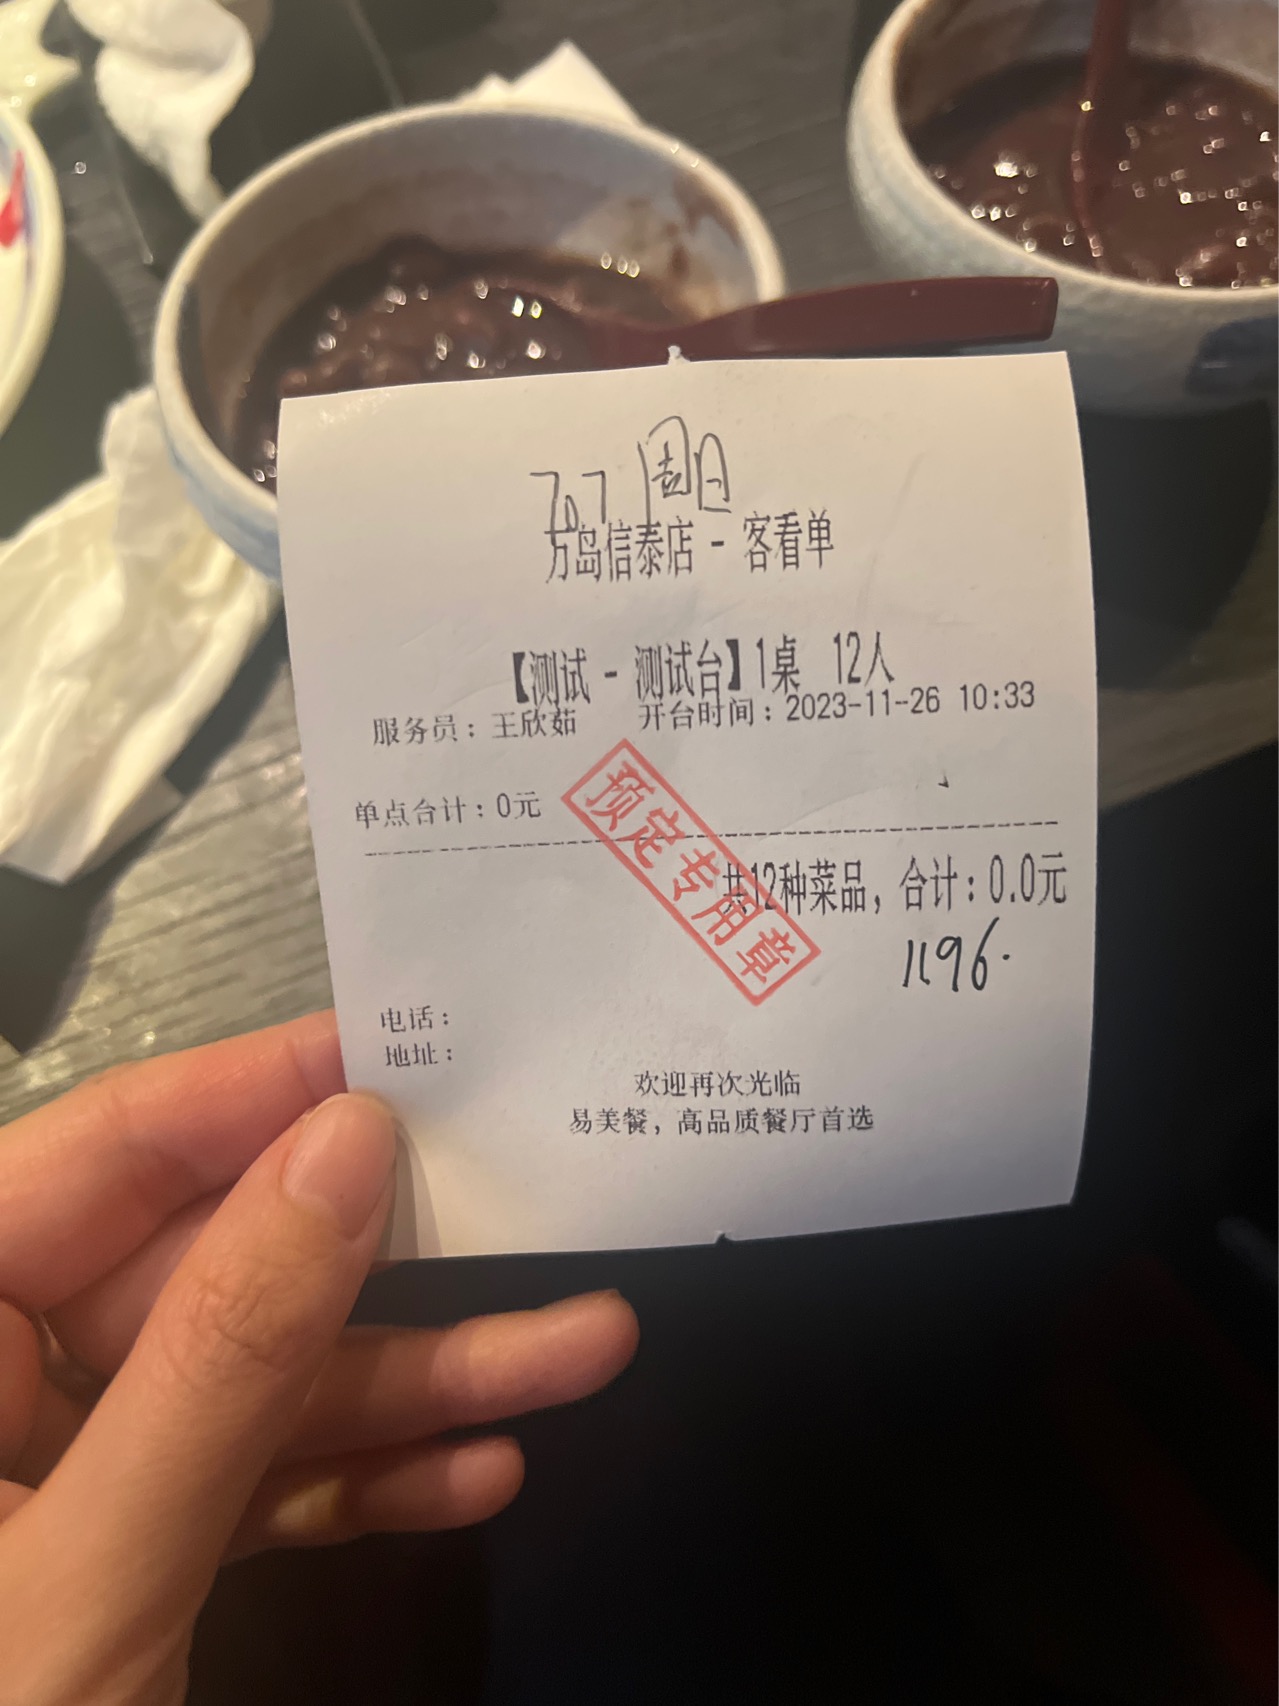 707 周日
万岛信泰店 - 客看单
【测试 - 测试台】1桌 12人
服务员：王欣茹 开台时间：2023-11-26 10:33
单点合计：0元
预定专用章
共12种菜品，合计：0.0元
1196.
电话：
地址：
欢迎再次光临
易美餐，高品质餐厅首选